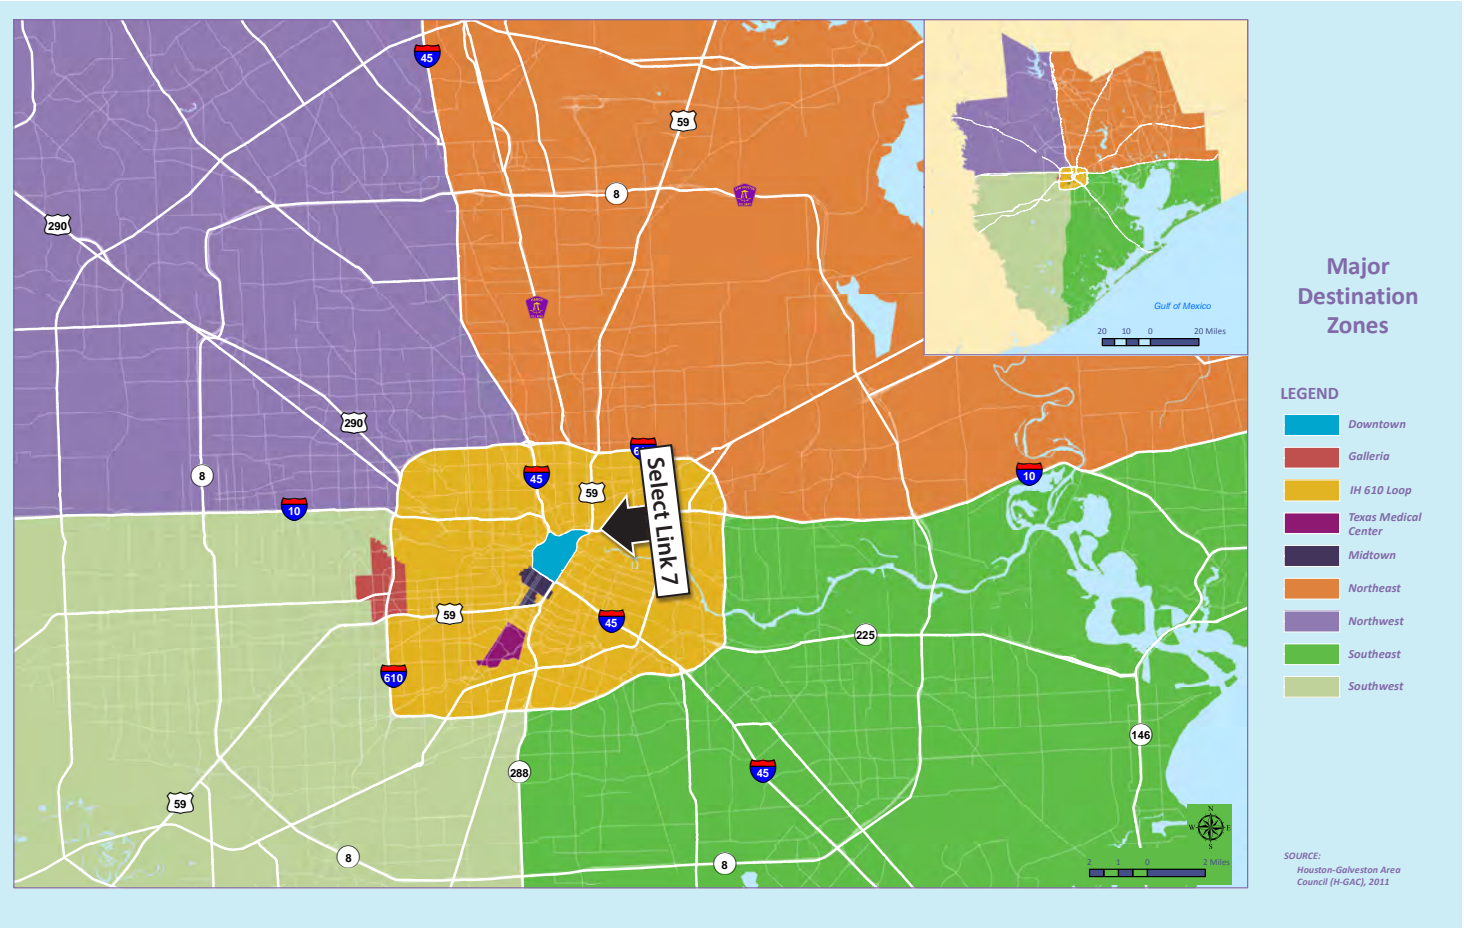 45
59
8
290
Gulf of Mexico
20 10 0 20 Miles
Major
Destination
Zones
LEGEND
Downtown
Galleria
IH 610 Loop
Texas Medical
Center
Midtown
Northeast
Northwest
Southeast
Southwest
290
8
10
45
59
Select Link 7
10
59
45
610
225
146
288
45
59
8
8
N
W E
S
2 1 0 2 Miles
SOURCE:
Houston-Galveston Area
Council (H-GAC), 2011